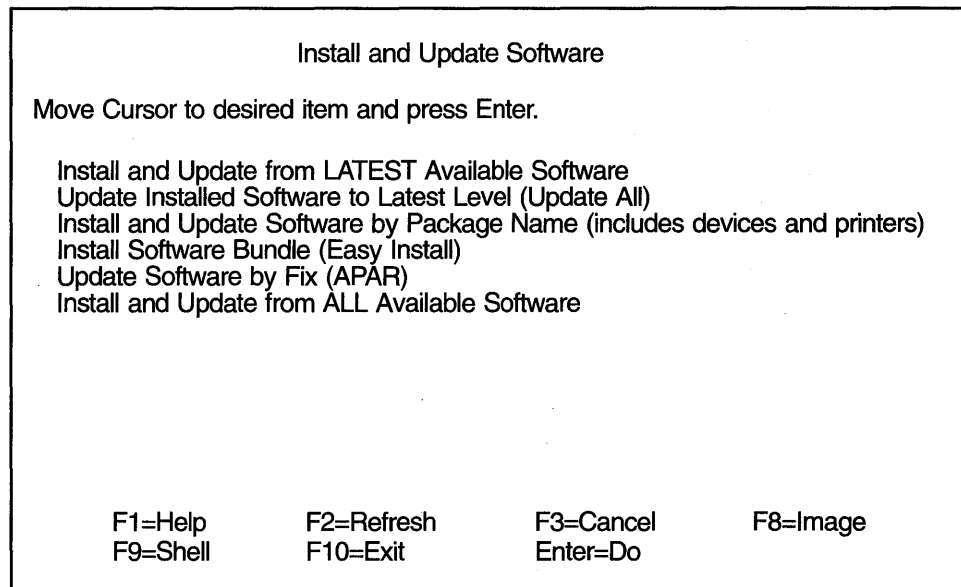 Install and Update Software
Move Cursor to desired item and press Enter.
Install and Update from LATEST Available Software
Update Installed Software to Latest Level (Update All)
Install and Update Software by Package Name (includes devices and printers)
Install Software Bundle (Easy Install)
Update Software by Fix (APAR)
Install and Update from ALL Available Software
F1=Help F2=Refresh F3=Cancel F8=Image
F9=Shell F10=Exit Enter=Do